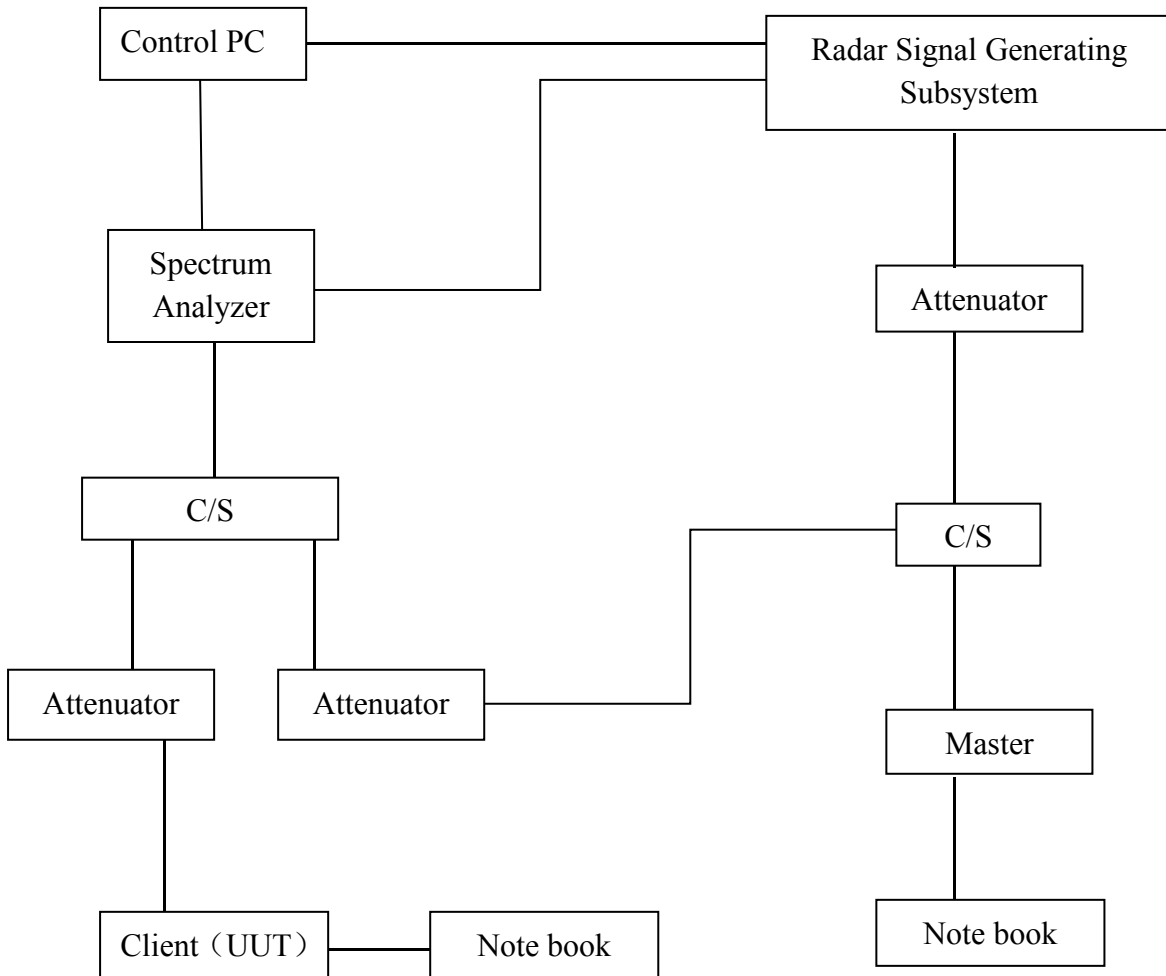 Control PC
Radar Signal Generating
Subsystem
Spectrum
Analyzer
Attenuator
C/S
C/S
Attenuator
Attenuator
Master
Client（UUT）
Note book
Note book